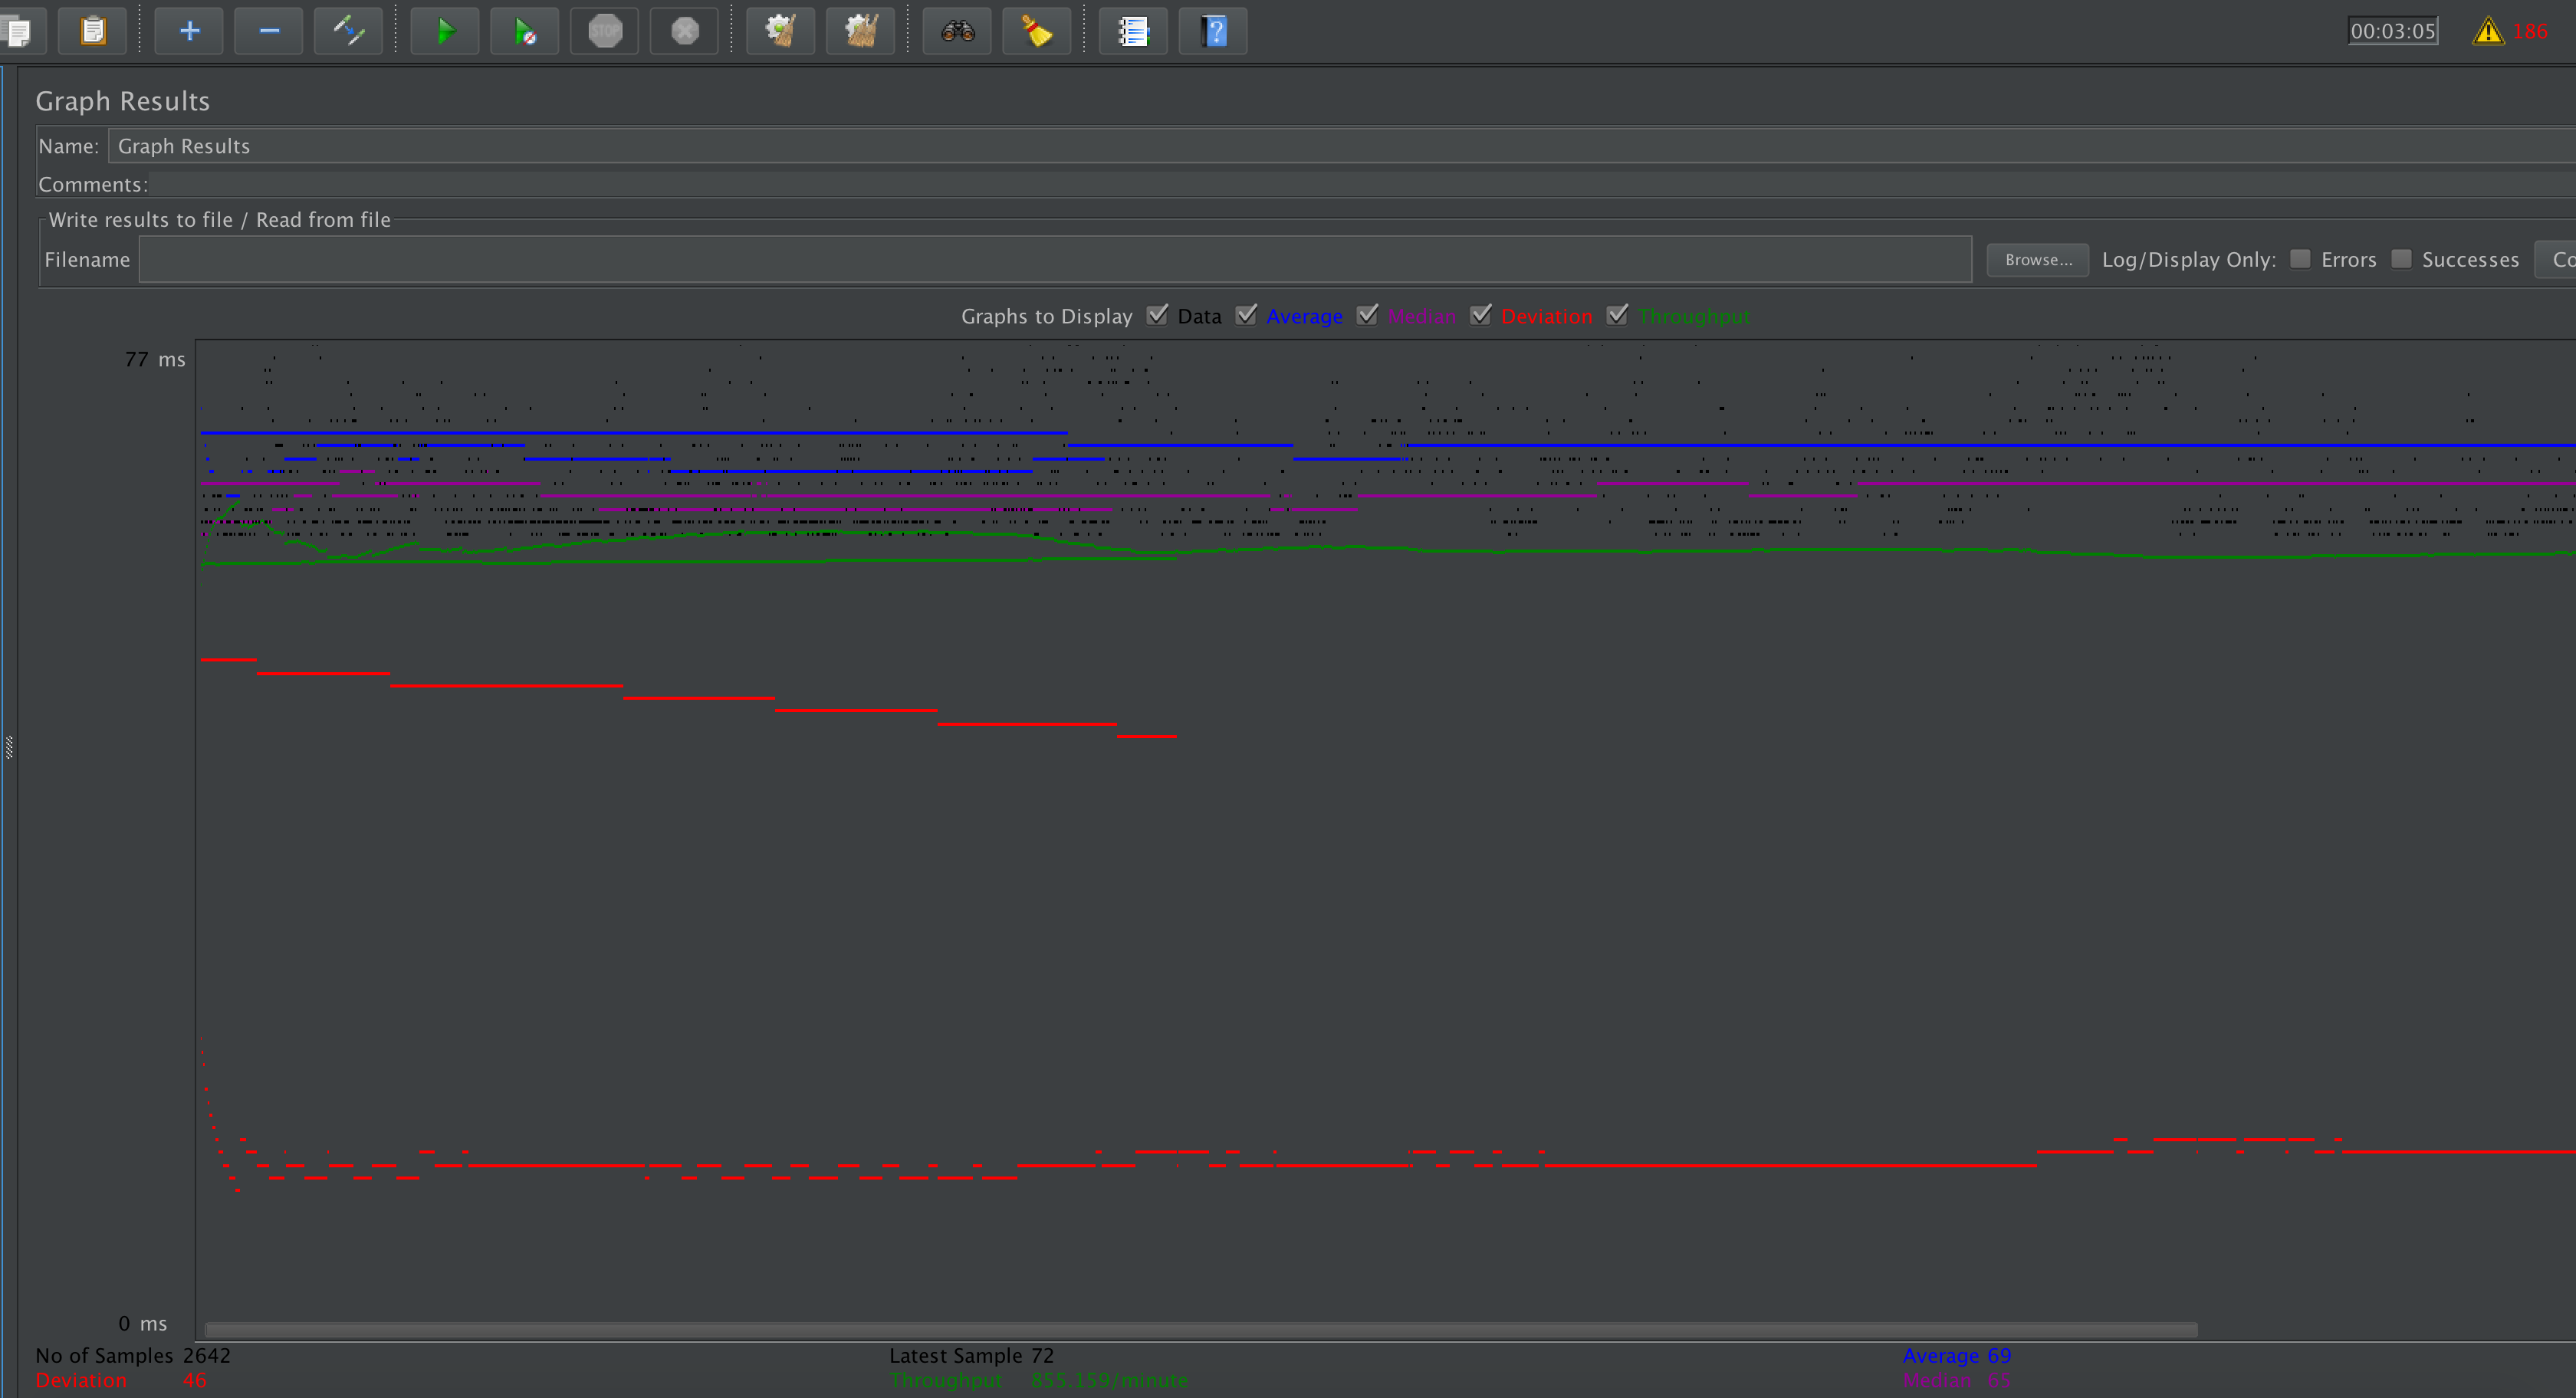 STOP
?
00:03:05 186
Graph Results
Name: Graph Results
Comments:
Write results to file / Read from file
Filename Browse... Log/Display Only: Errors Successes Co
Graphs to Display Data Average Median Deviation Throughput
77 ms
0 ms
No of Samples 2642 Latest Sample 72 Average 69
Deviation 46 Throughput 855.159/minute Median 65